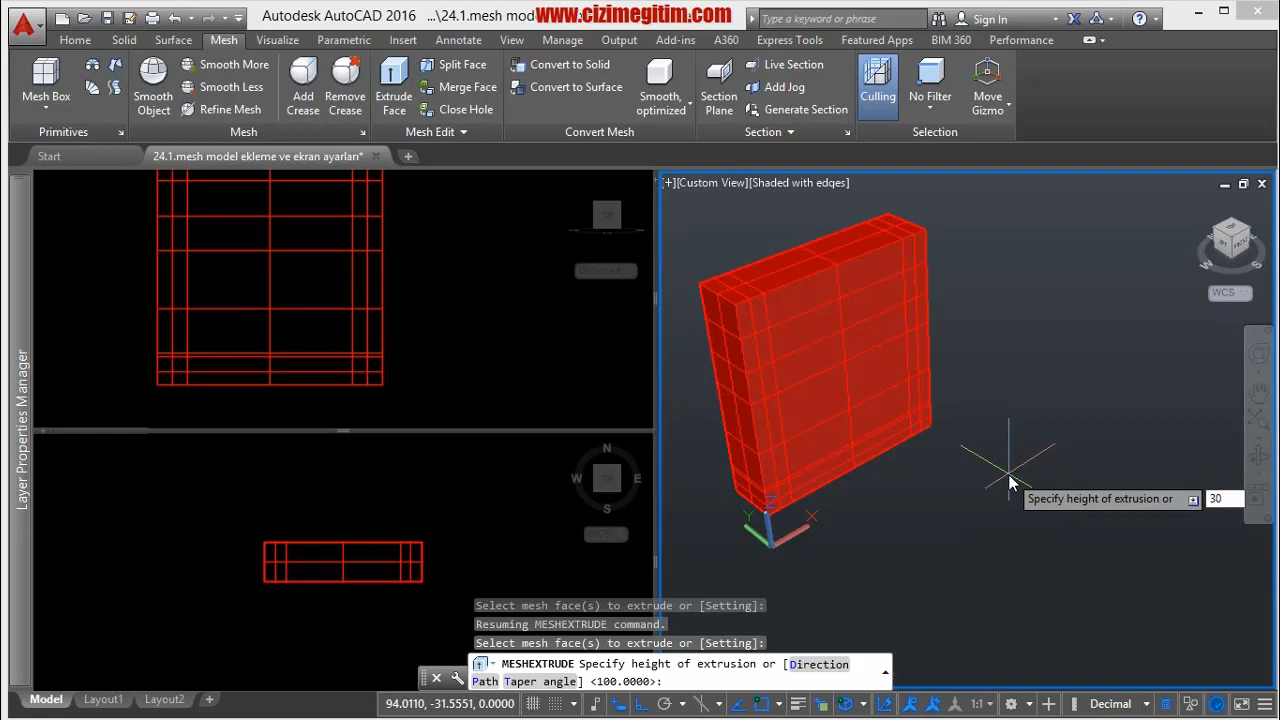 Autodesk AutoCAD 2016
...\24.1.mesh mod
www.cizimegitim.com
Type a keyword or phrase
Sign In
Home Solid Surface Mesh Visualize Parametric Insert Annotate View Manage Output Add-ins A360 Express Tools Featured Apps BIM 360 Performance
Mesh Box
Smooth Object
Smooth More
Smooth Less
Refine Mesh
Add Crease
Remove Crease
Extrude Face
Split Face
Merge Face
Close Hole
Convert to Solid
Convert to Surface
Smooth, optimized
Section Plane
Live Section
Add Jog
Generate Section
Culling
No Filter
Move Gizmo
Primitives Mesh Mesh Edit Convert Mesh Section Selection
Start
24.1.mesh model ekleme ve ekran ayarları*
Layer Properties Manager
[+][Custom View][Shaded with edges]
TOP
Unnamed
W
S
WCS
N
W
E
S
TOP
WCS
Y
Z
X
Specify height of extrusion or
30
Select mesh face(s) to extrude or [Setting]:
Resuming MESHEXTRUDE command.
Select mesh face(s) to extrude or [Setting]:
MESHEXTRUDE Specify height of extrusion or [Direction
Path Taper angle] <100.0000>:
Model Layout1 Layout2
94.0110, -31.5551, 0.0000
MODEL
1:1
Decimal